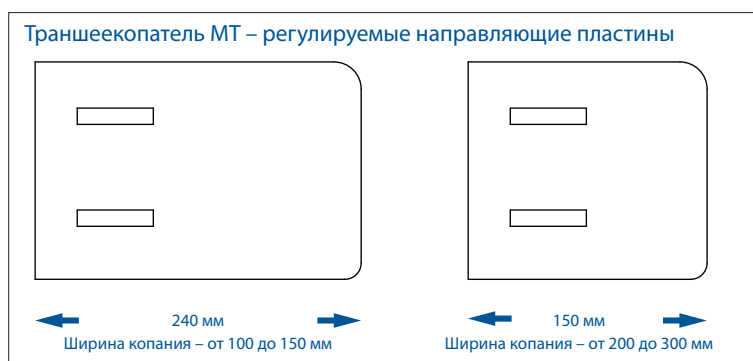 Траншеекопатель МТ – регулируемые направляющие пластины
240 мм
Ширина копания – от 100 до 150 мм
150 мм
Ширина копания – от 200 до 300 мм